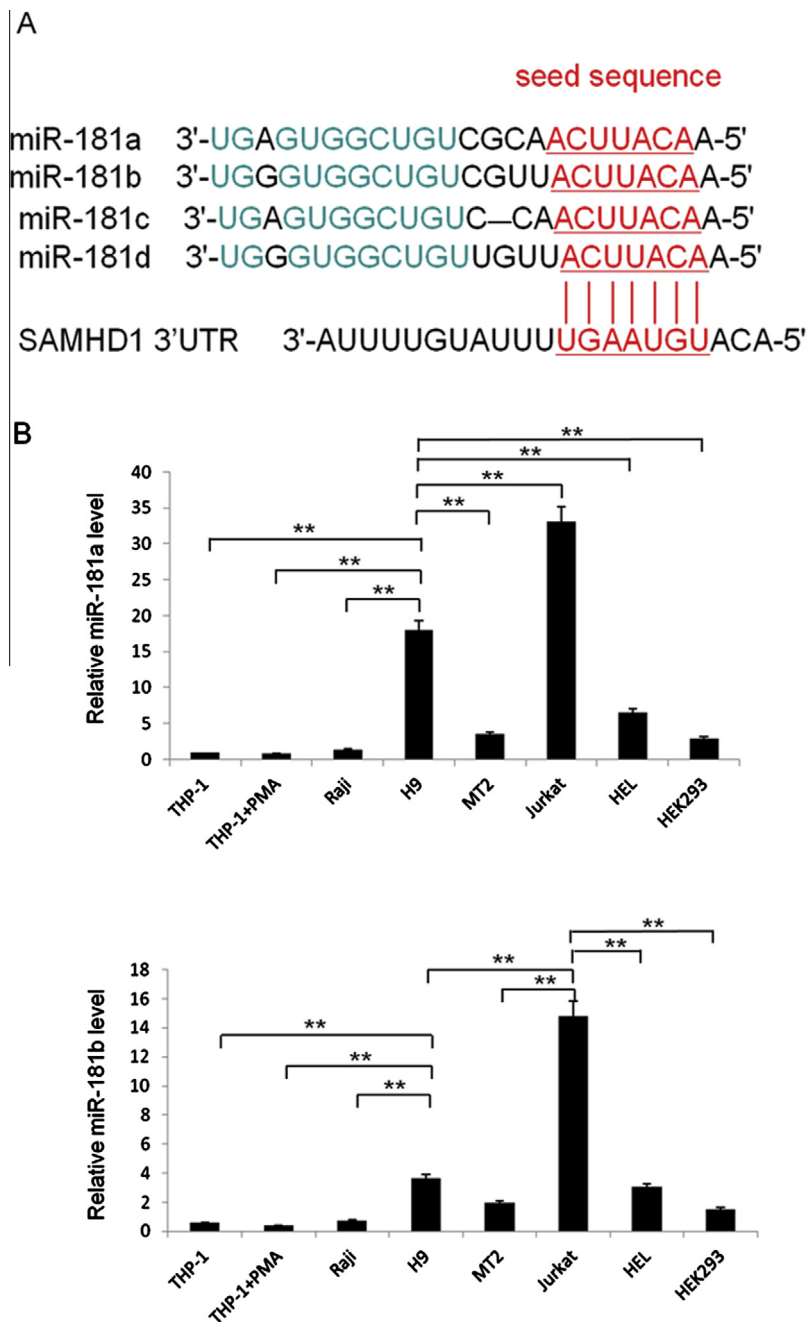 A
seed sequence
miR-181a 3'-UGAGUGGCUGUCGCAACUUACAA-5'
miR-181b 3'-UGGGUGGCUGUCGUUACUUACAA-5'
miR-181c 3'-UGAGUGGCUGUC—CAACUUACAA-5'
miR-181d 3'-UGGGUGGCUGUUGUUACUUACAA-5'
SAMHD1 3'UTR 3'-AUUUUGUAUUUUGAAUGUACA-5'
B
Relative miR-181a level
40
35
30
25
20
15
10
5
0
** ** ** ** ** ** **
THP-1 THP-1+PMA Raji H9 MT2 Jurkat HEL HEK293
Relative miR-181b level
18
16
14
12
10
8
6
4
2
0
** ** ** ** ** ** **
THP-1 THP-1+PMA Raji H9 MT2 Jurkat HEL HEK293